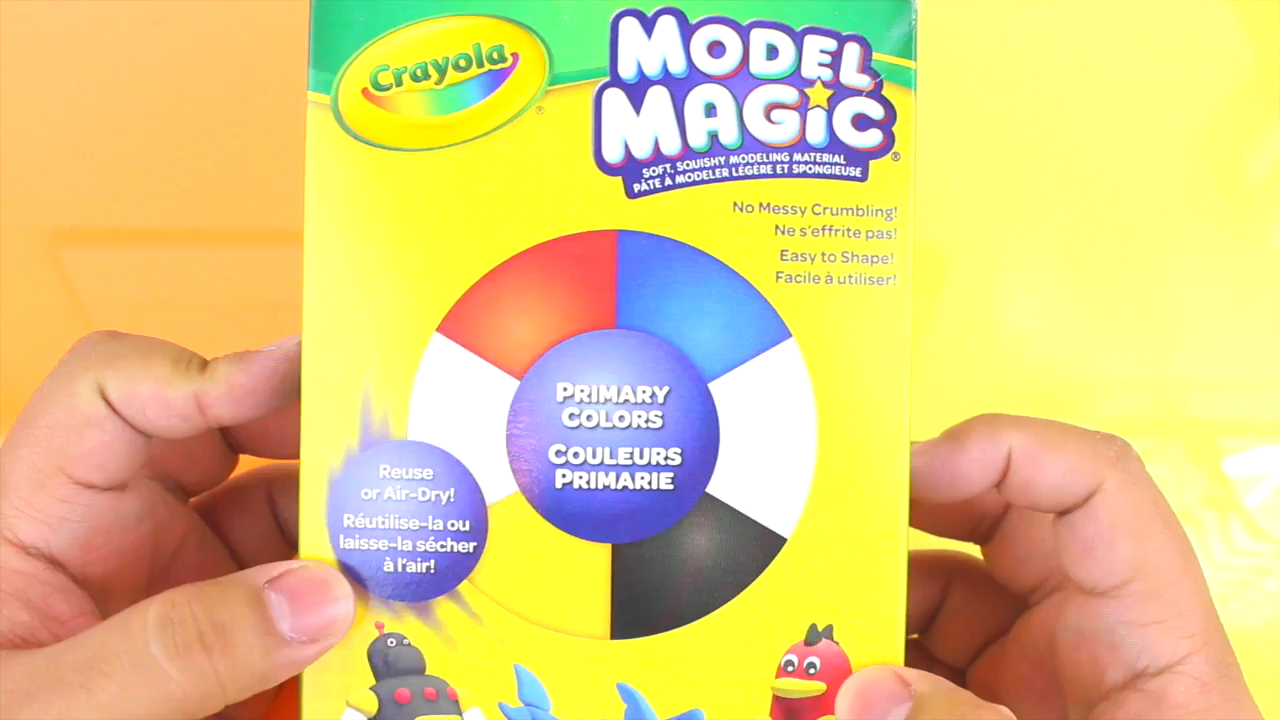 Crayola
MODEL
MAGiC
SOFT, SQUISHY MODELING MATERIAL
PÂTE À MODELER LÉGÈRE ET SPONGIEUSE
No Messy Crumbling!
Ne s'effrite pas!
Easy to Shape!
Facile à utiliser!
PRIMARY
COLORS
COULEURS
PRIMARIE
Reuse
or Air-Dry!
Réutilise-la ou
laisse-la sécher
à l'air!